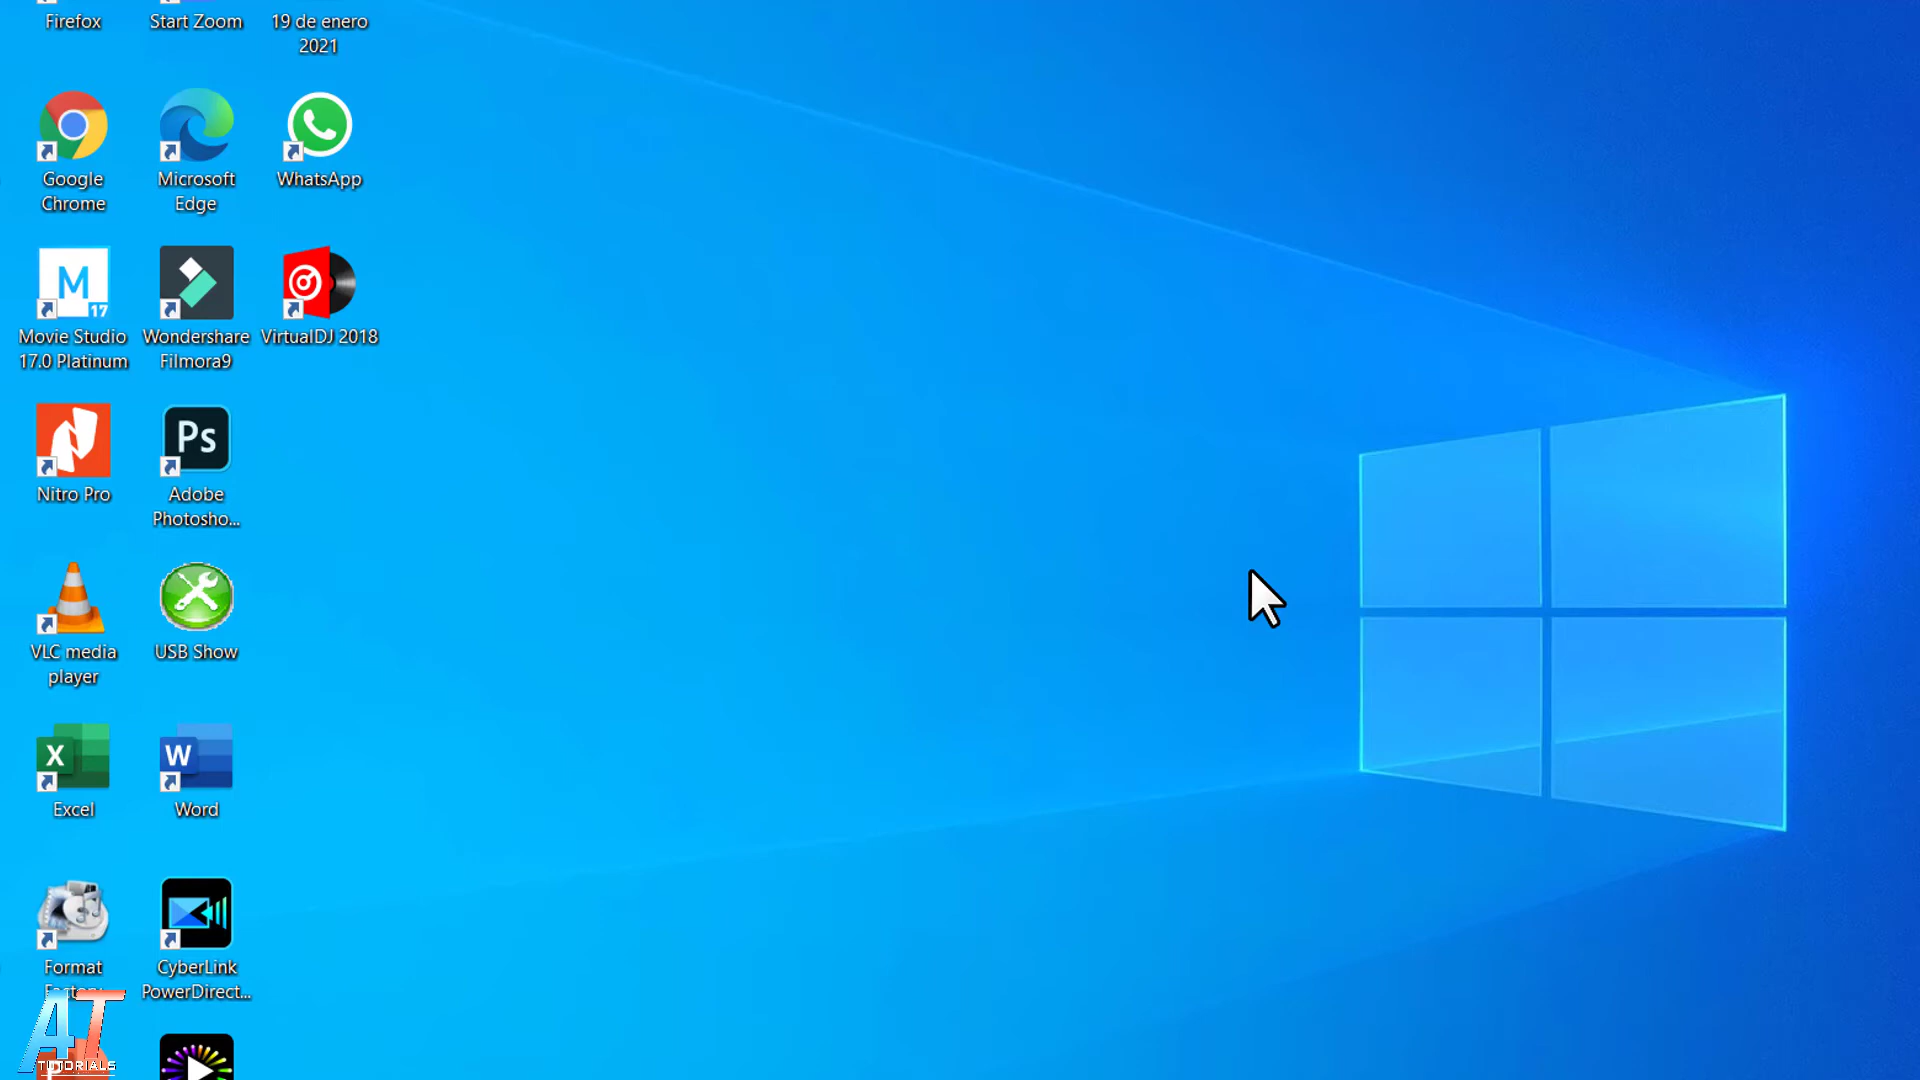 Firefox
Start Zoom
19 de enero
2021
Google
Chrome
Microsoft
Edge
WhatsApp
M
17
Movie Studio
17.0 Platinum
Wondershare
Filmora9
VirtualDJ 2018
Nitro Pro
Ps
Adobe
Photosho...
VLC media
player
USB Show
X
Excel
W
Word
Format
Factory
CyberLink
PowerDirect...
AT
TUTORIALS